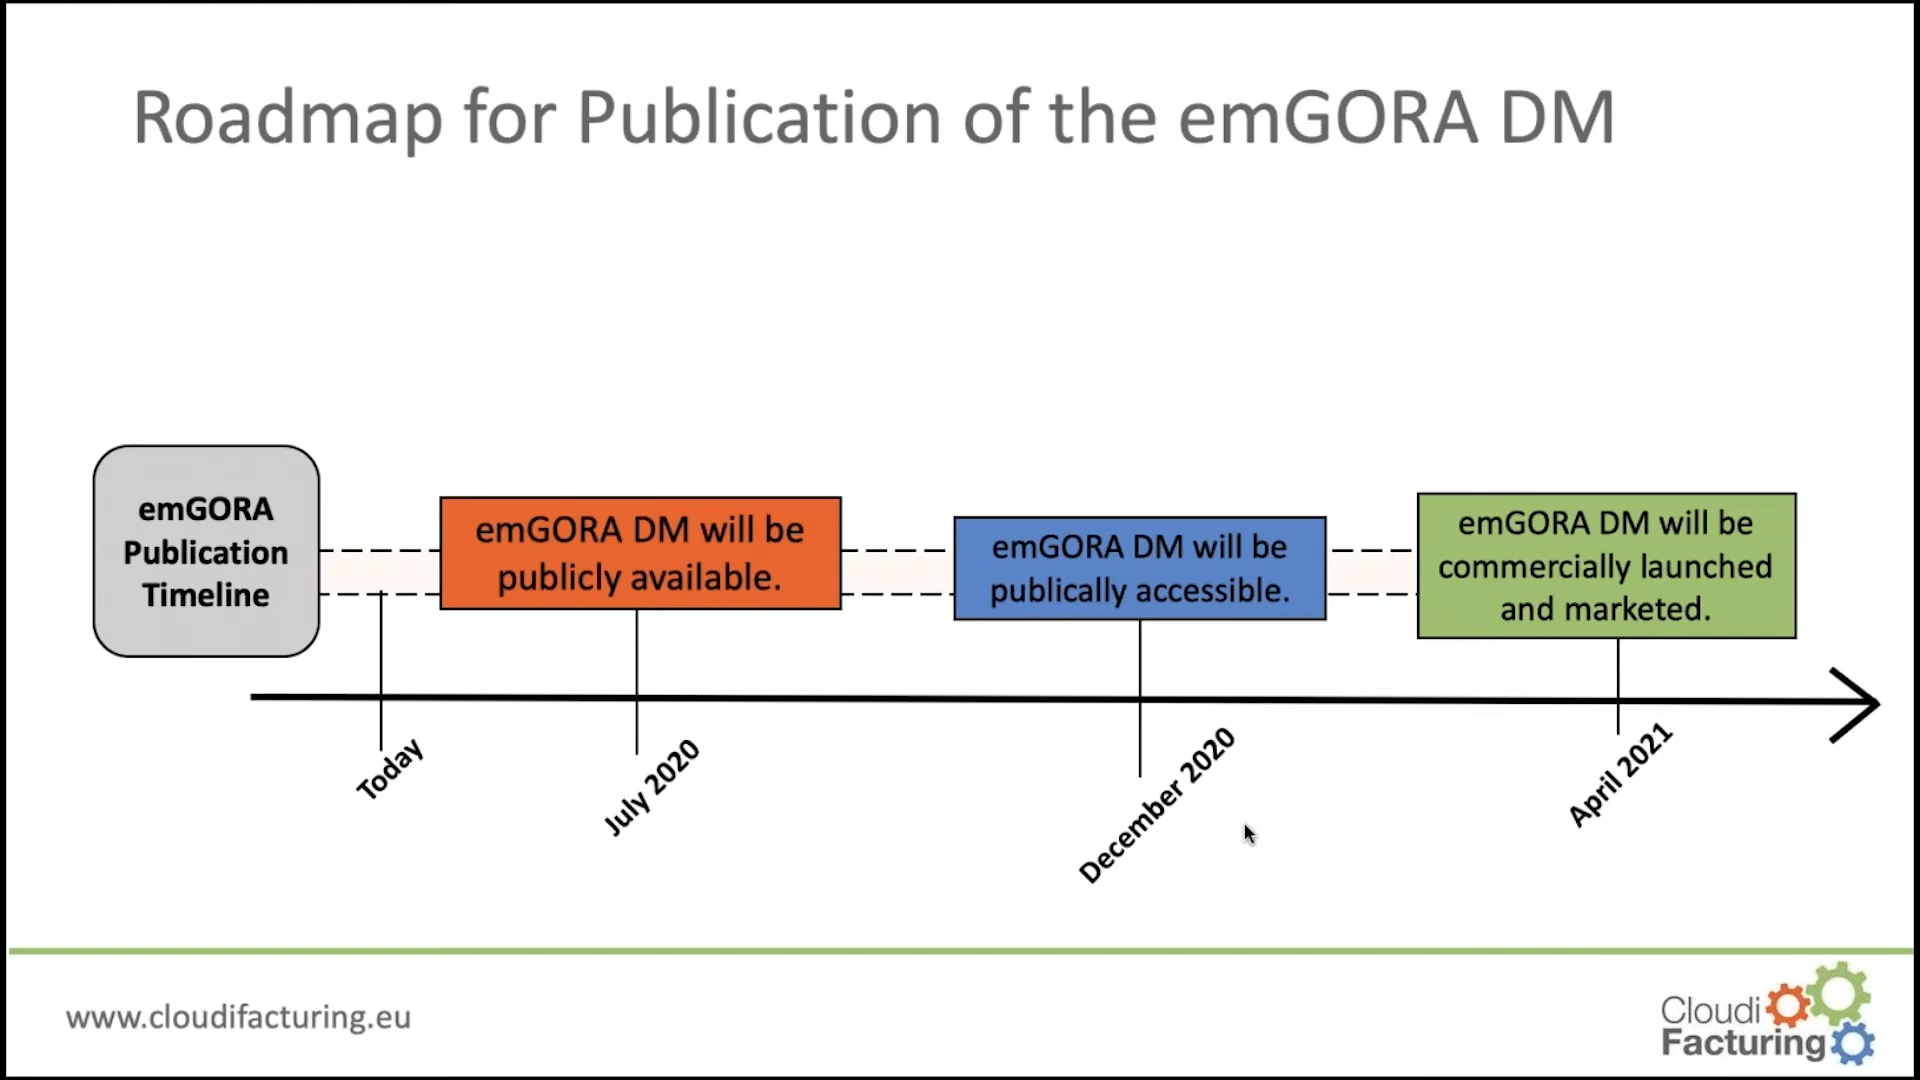 Roadmap for Publication of the emGORA DM
emGORA
Publication
Timeline
emGORA DM will be
publicly available.
emGORA DM will be
publically accessible.
emGORA DM will be
commercially launched
and marketed.
Today
July 2020
December 2020
April 2021
www.cloudifacturing.eu
Cloudi
Facturing